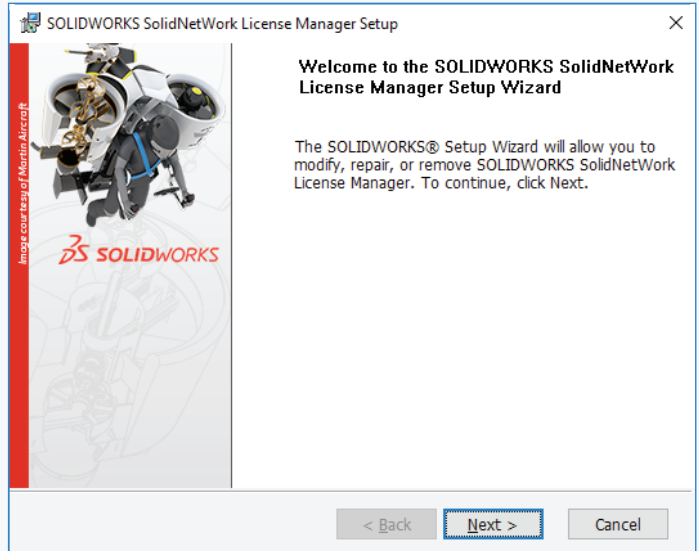 SOLIDWORKS SolidNetWork License Manager Setup
Image courtesy of Martin Aircraft
Welcome to the SOLIDWORKS SolidNetWork
License Manager Setup Wizard
The SOLIDWORKS® Setup Wizard will allow you to
modify, repair, or remove SOLIDWORKS SolidNetWork
License Manager. To continue, click Next.
SOLIDWORKS
< Back
Next >
Cancel